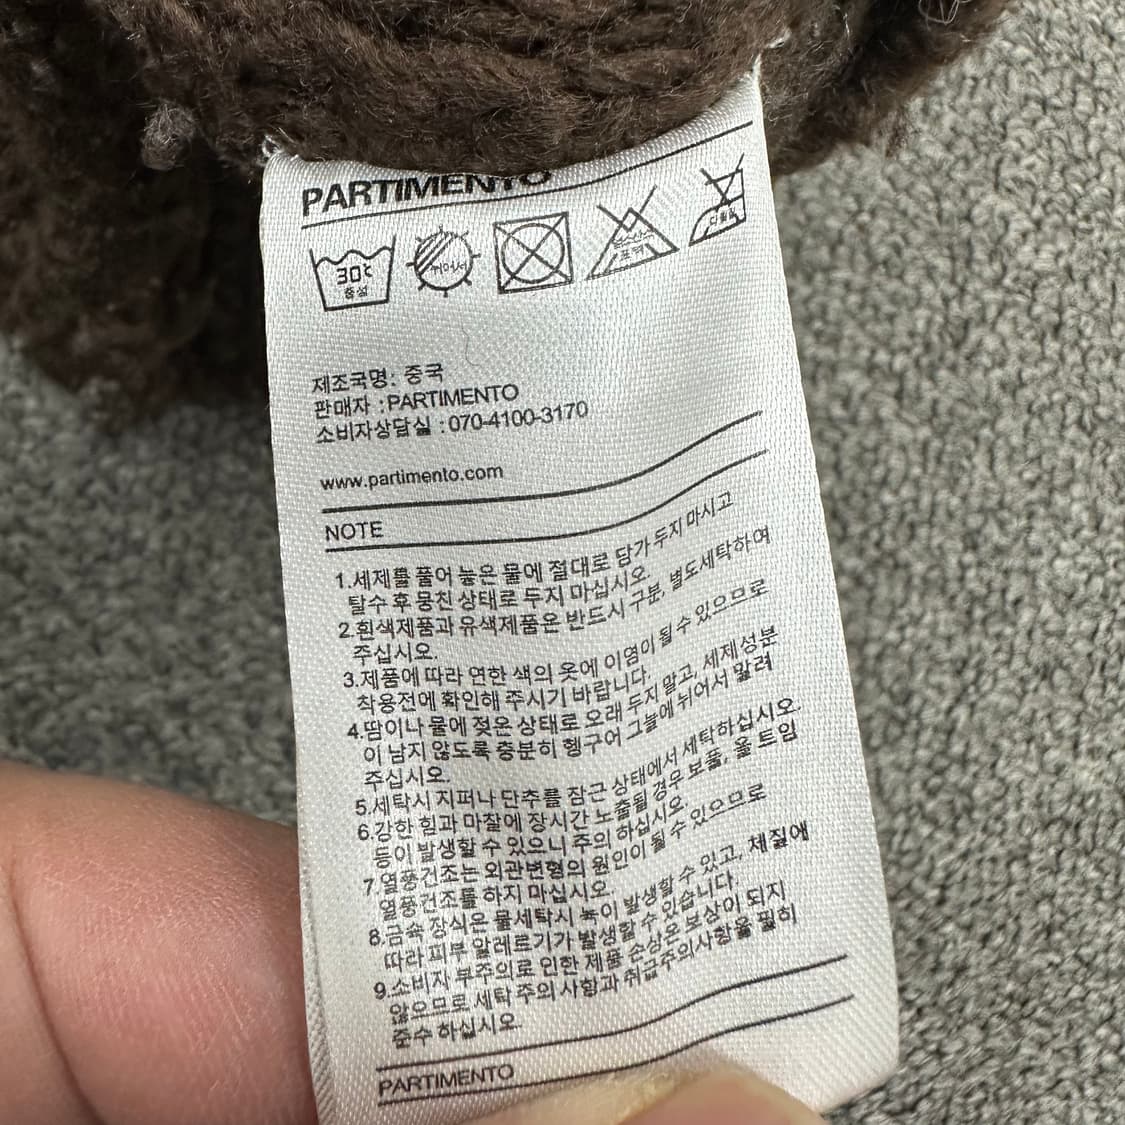 PARTIMENTO
30℃
중성
뉘어서
표백
제조국명: 중국
판매자 :PARTIMENTO
소비자상담실 :070-4100-3170
www.partimento.com
NOTE
1.세제를 풀어 놓은 물에 절대로 담가 두지 마시고
탈수 후 뭉친 상태로 두지 마십시오.
2.흰색제품과 유색제품은 반드시 구분, 별도세탁하여
주십시오.
3.제품에 따라 연한 색의 옷에 이염이 될 수 있으므로
착용전에 확인해 주시기 바랍니다.
4.땀이나 물에 젖은 상태로 오래 두지 말고, 세제성분
이 남지 않도록 충분히 헹구어 그늘에 뉘어서 말려
주십시오.
5.세탁시 지퍼나 단추를 잠근 상태에서 세탁하십시오.
6.강한 힘과 마찰에 장시간 노출될 경우 보풀, 올 트임
등이 발생할 수 있으니 주의 하십시오.
7.열풍건조는 외관변형의 원인이 될 수 있으므로
열풍건조를 하지 마십시오.
8.금속 장식은 물세탁시 녹이 발생할 수 있고, 체질에
따라 피부 알레르기가 발생할 수 있습니다.
9.소비자 부주의로 인한 제품 손상은 보상이 되지
않으므로 세탁 주의 사항과 취급주의사항을 필히
준수 하십시오.
PARTIMENTO